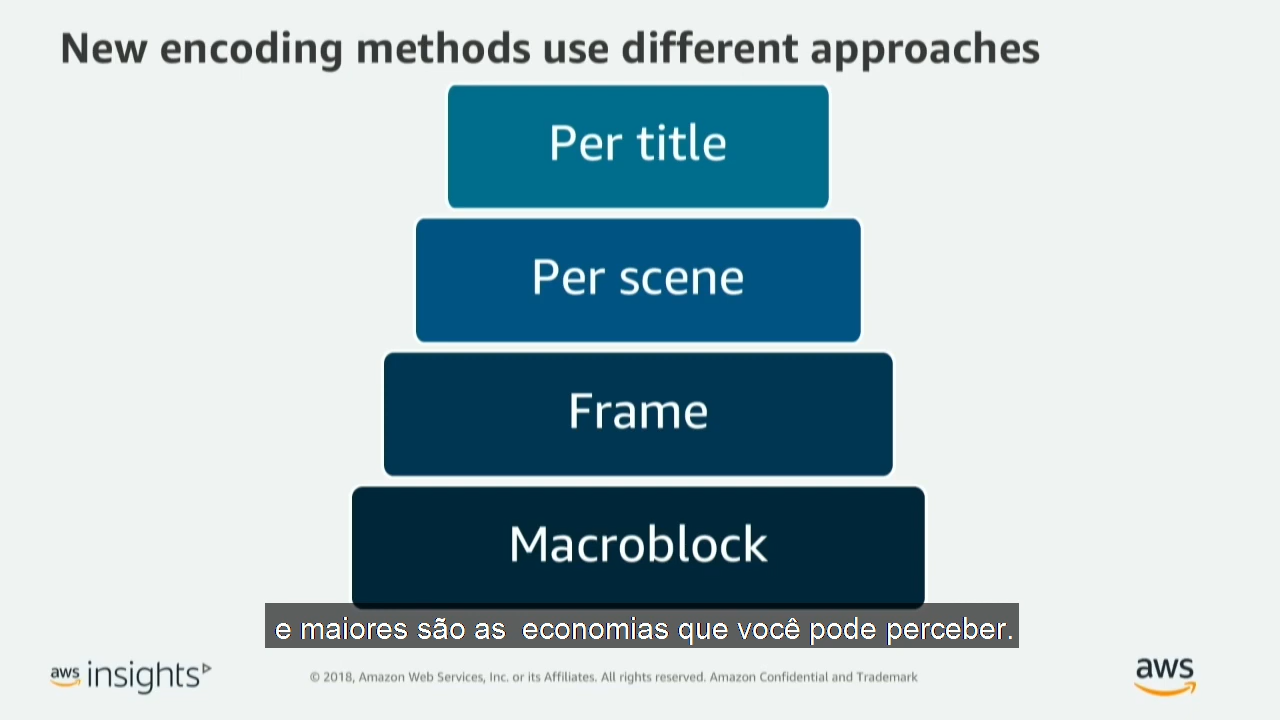 New encoding methods use different approaches
Per title
Per scene
Frame
Macroblock
e maiores são as  economias que você pode perceber.
aws insights
© 2018, Amazon Web Services, Inc. or its Affiliates. All rights reserved. Amazon Confidential and Trademark
aws